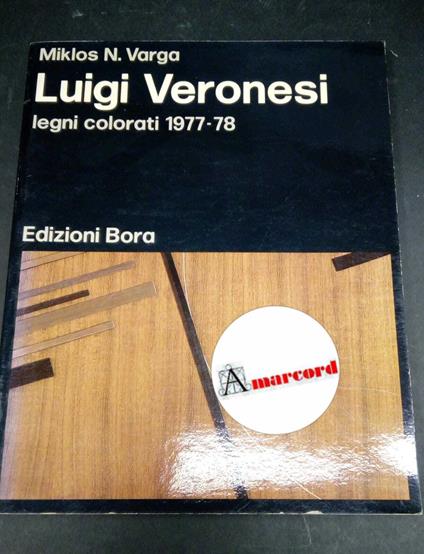 Miklos N. Varga
Luigi Veronesi
legni colorati 1977-78
Edizioni Bora
Amarcord